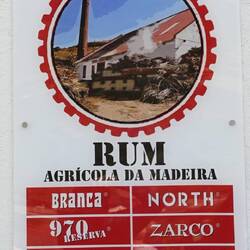 RUM
AGRÍCOLA DA MADEIRA
BRANCA NORTH
970 RESERVA ZARCO